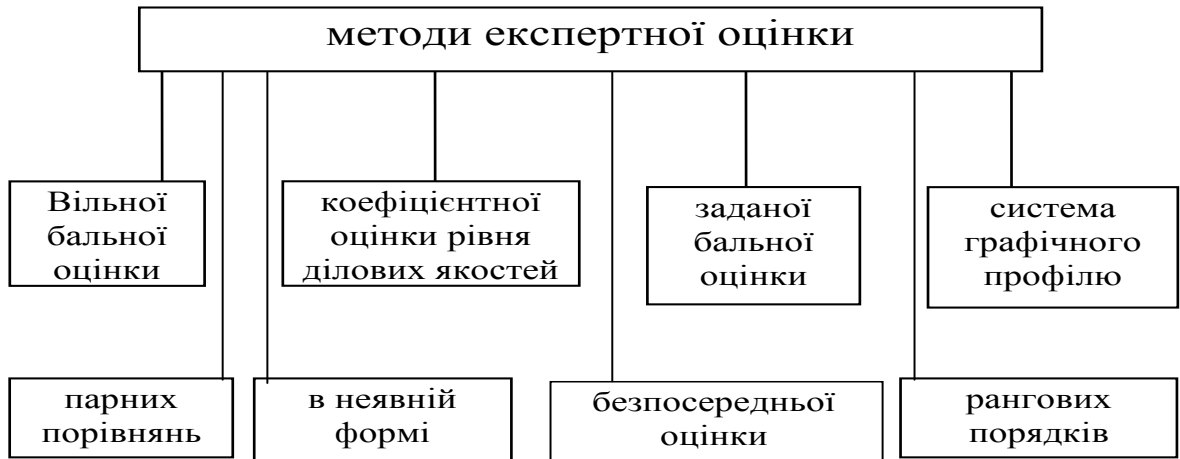 методи експертної оцінки
Вільної
бальної
оцінки
коефіцієнтної
оцінки рівня
ділових якостей
заданої
бальної
оцінки
система
графічного
профілю
парних
порівнянь
в неявній
формі
безпосередньої
оцінки
рангових
порядків